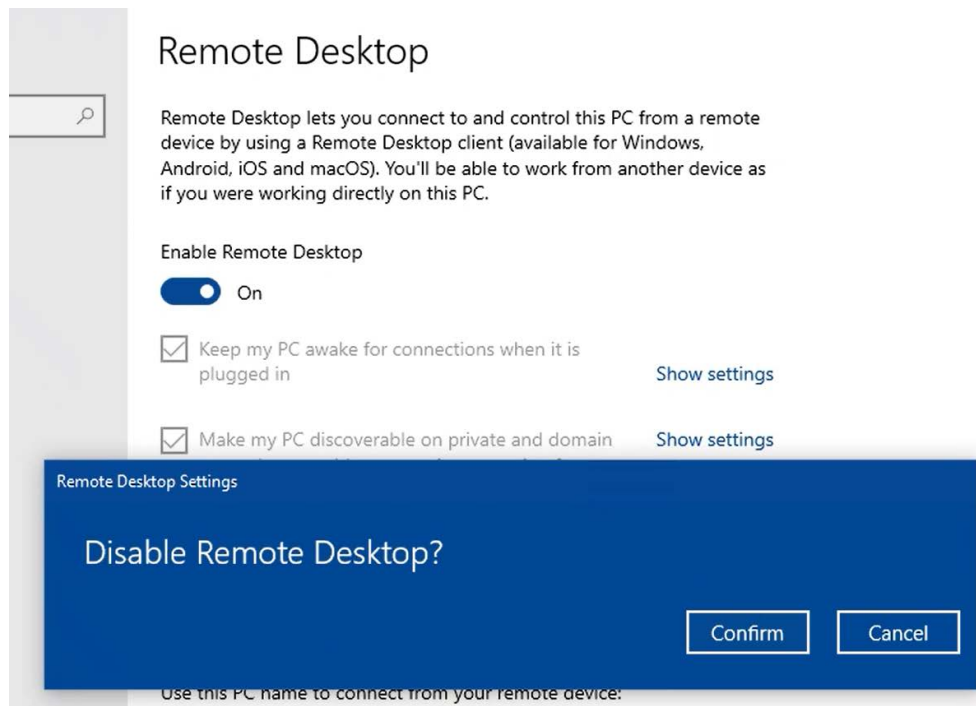 Remote Desktop
Remote Desktop lets you connect to and control this PC from a remote
device by using a Remote Desktop client (available for Windows,
Android, iOS and macOS). You'll be able to work from another device as
if you were working directly on this PC.
Enable Remote Desktop
On
Keep my PC awake for connections when it is
plugged in
Show settings
Make my PC discoverable on private and domain
Show settings
Remote Desktop Settings
Disable Remote Desktop?
Confirm
Cancel
Use this PC name to connect from your remote device: